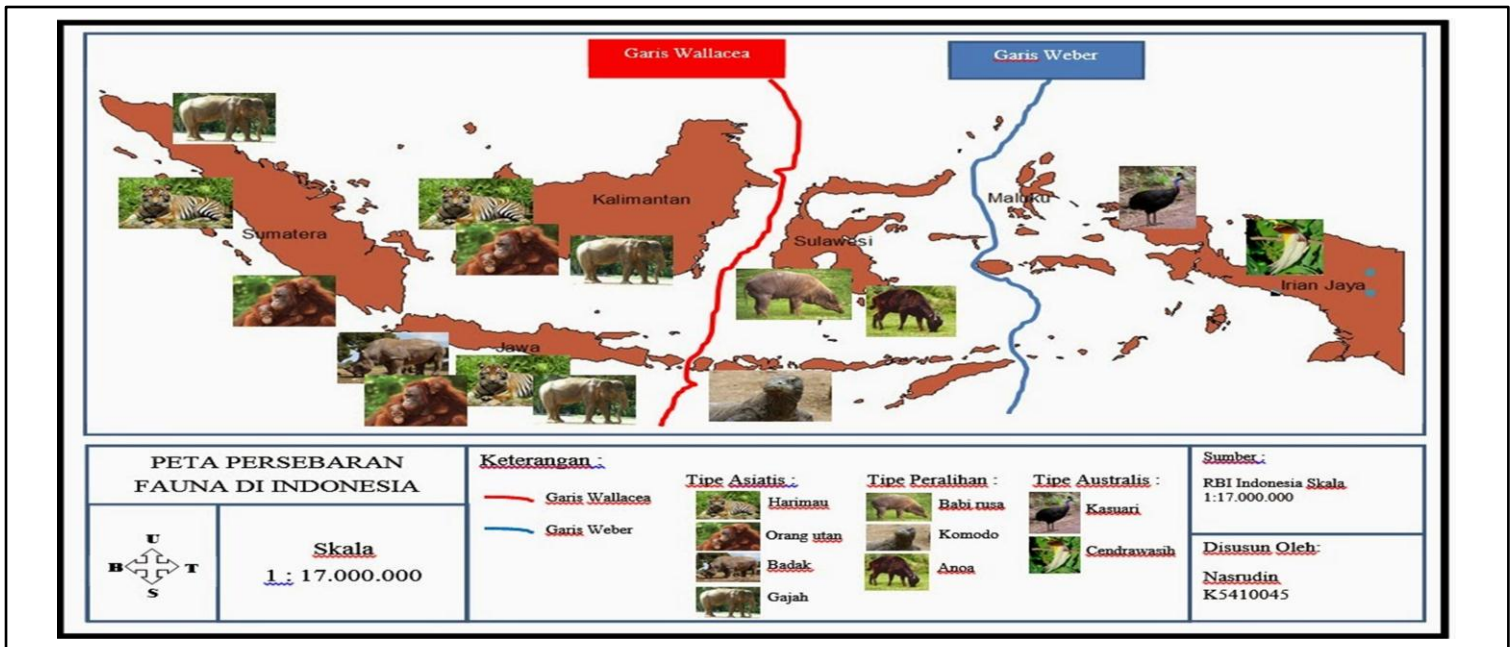 Garis Wallacea
Garis Weber
Kalimantan
Maluku
Sumatera
Sulawesi
Irian Jaya
Jawa
PETA PERSEBARAN
FAUNA DI INDONESIA
U
B
T
S
Skala
1 : 17.000.000
Keterangan :
Garis Wallacea
Garis Weber
Tipe Asiatis :
Harimau
Orang utan
Badak
Gajah
Tipe Peralihan :
Babi rusa
Komodo
Anoa
Tipe Australis :
Kasuari
Cendrawasih
Sumber :
RBI Indonesia Skala
1:17.000.000
Disusun Oleh:
Nasrudin
K5410045